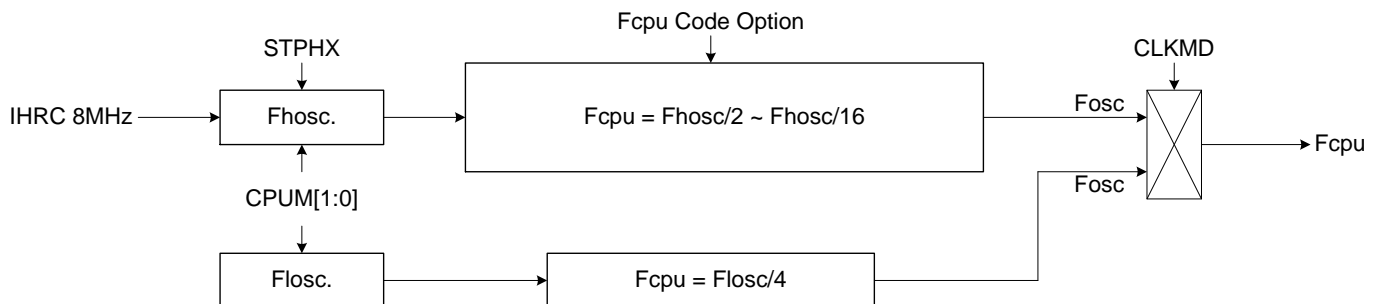 Fcpu Code Option
STPHX
CLKMD
IHRC 8MHz
Fhosc.
Fcpu = Fhosc/2 ~ Fhosc/16
Fosc
Fcpu
Fosc
CPUM[1:0]
Flosc.
Fcpu = Flosc/4